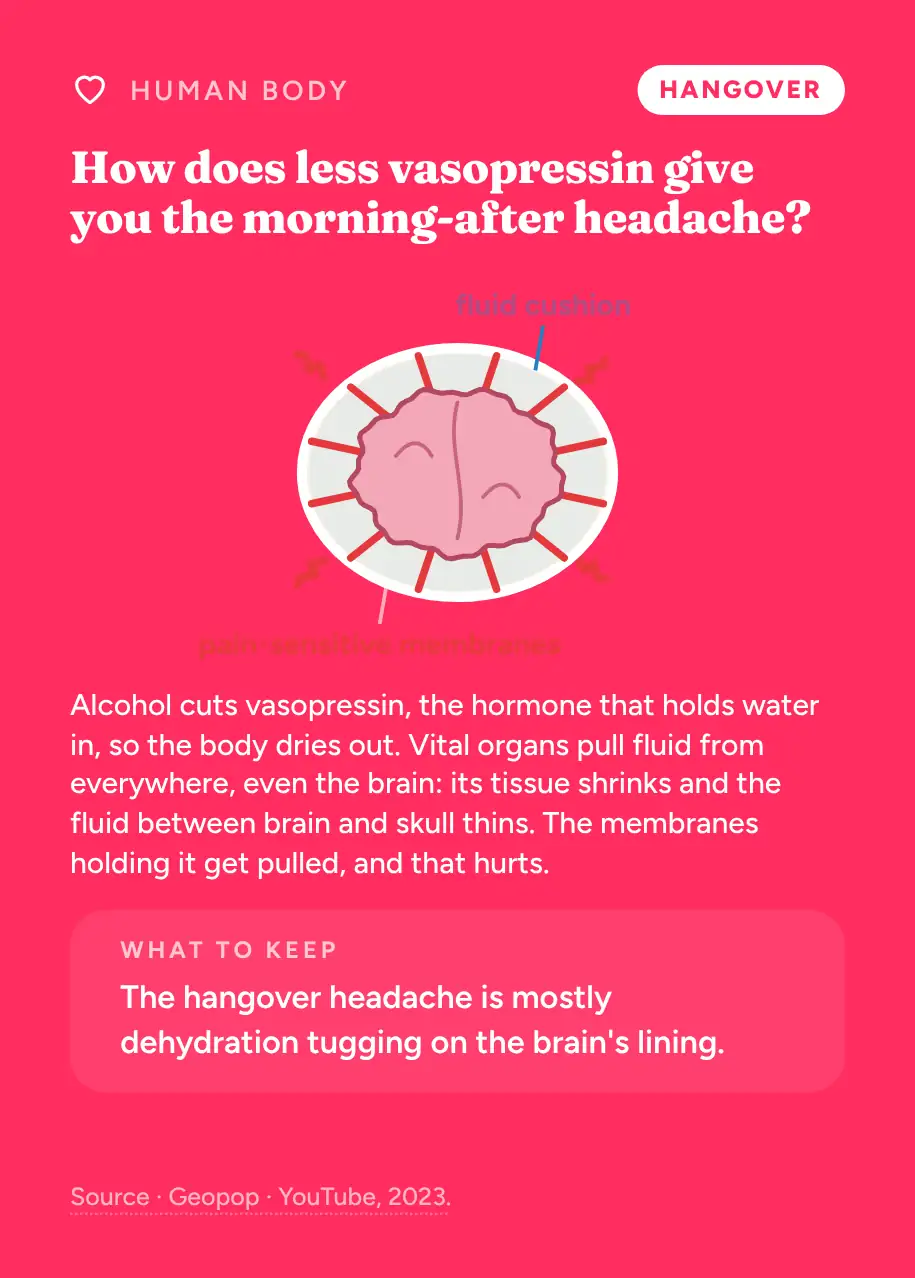 HUMAN BODY
HANGOVER
How does less vasopressin give
you the morning-after headache?
fluid cushion
pain-sensitive membranes
Alcohol cuts vasopressin, the hormone that holds water
in, so the body dries out. Vital organs pull fluid from
everywhere, even the brain: its tissue shrinks and the
fluid between brain and skull thins. The membranes
holding it get pulled, and that hurts.
WHAT TO KEEP
The hangover headache is mostly
dehydration tugging on the brain's lining.
Source · Geopop · YouTube, 2023.